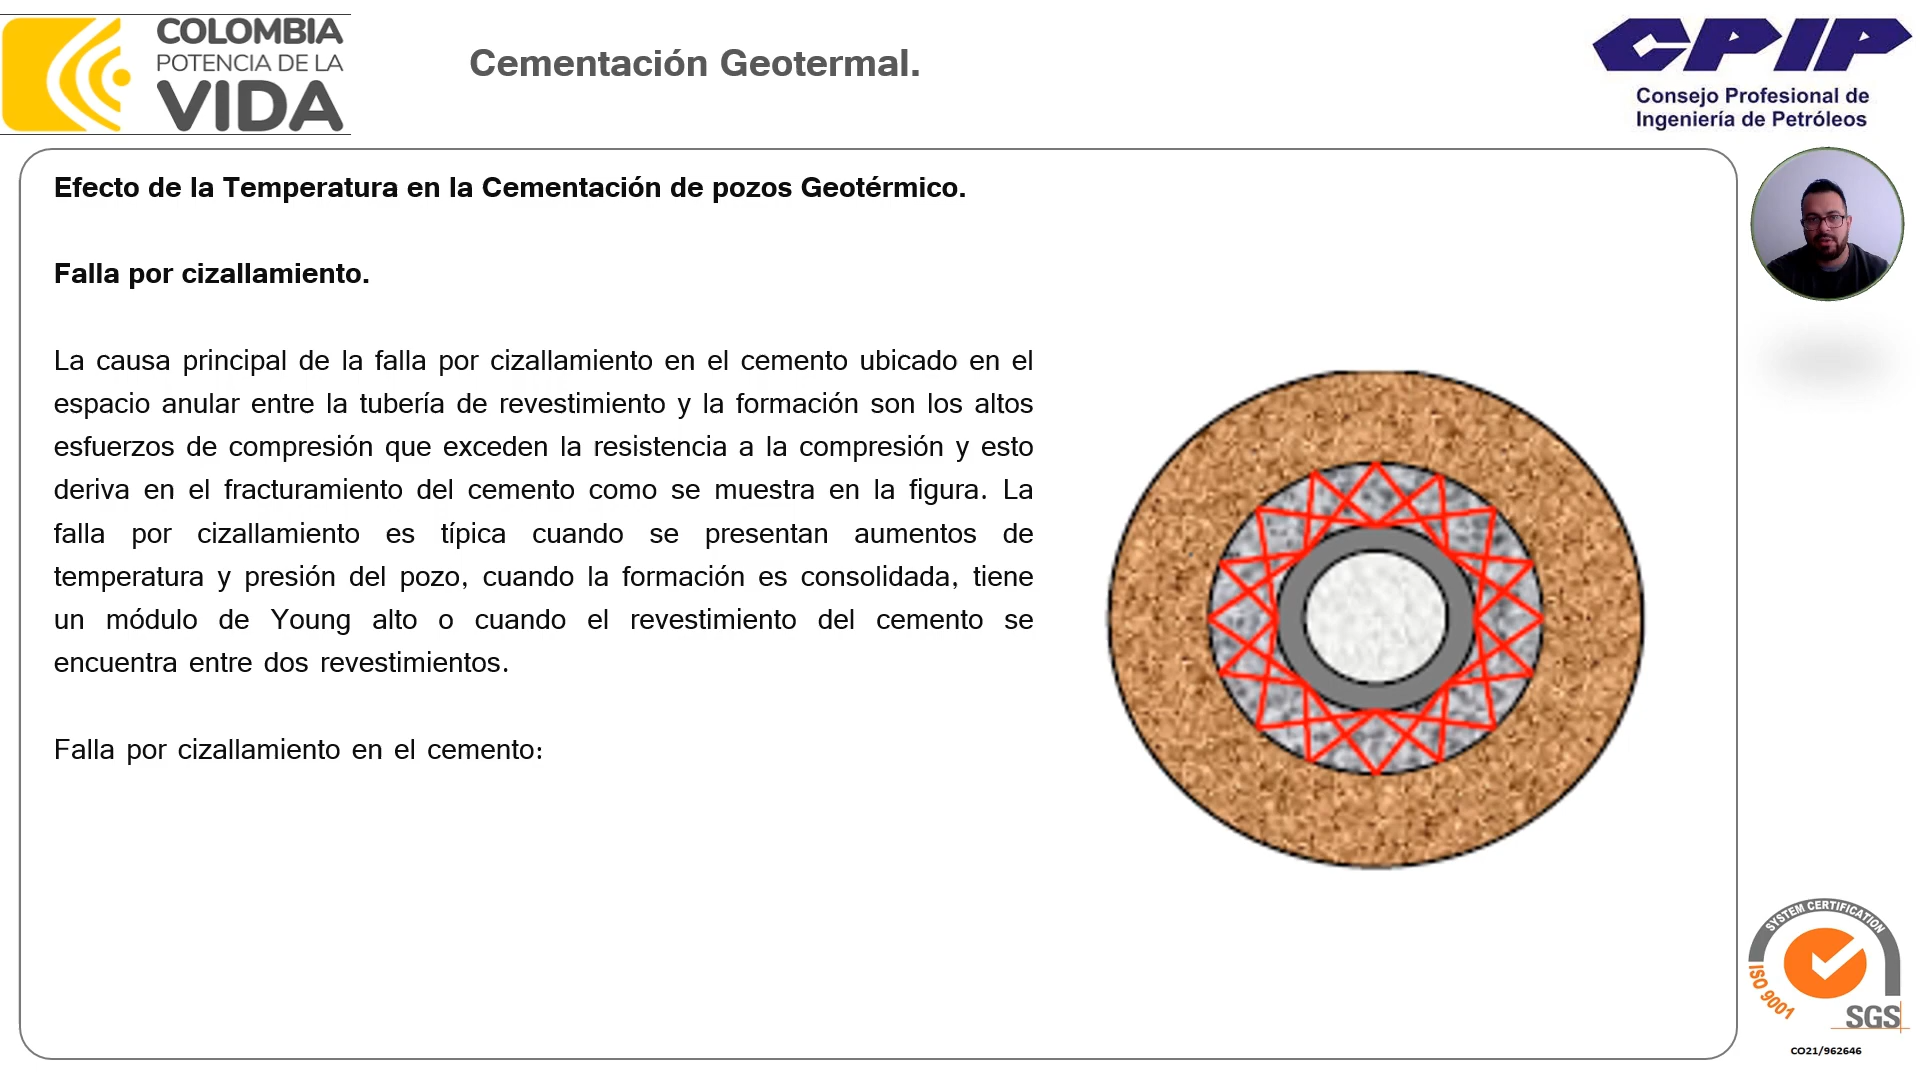 COLOMBIA
POTENCIA DE LA
VIDA
Cementación Geotermal.
CPIP
Consejo Profesional de
Ingeniería de Petróleos
Efecto de la Temperatura en la Cementación de pozos Geotérmico.
Falla por cizallamiento.
La causa principal de la falla por cizallamiento en el cemento ubicado en el
espacio anular entre la tubería de revestimiento y la formación son los altos
esfuerzos de compresión que exceden la resistencia a la compresión y esto
deriva en el fracturamiento del cemento como se muestra en la figura. La
falla por cizallamiento es típica cuando se presentan aumentos de
temperatura y presión del pozo, cuando la formación es consolidada, tiene
un módulo de Young alto o cuando el revestimiento del cemento se
encuentra entre dos revestimientos.
Falla por cizallamiento en el cemento:
SYSTEM CERTIFICATION
ISO 9001
SGS
CO21/962646